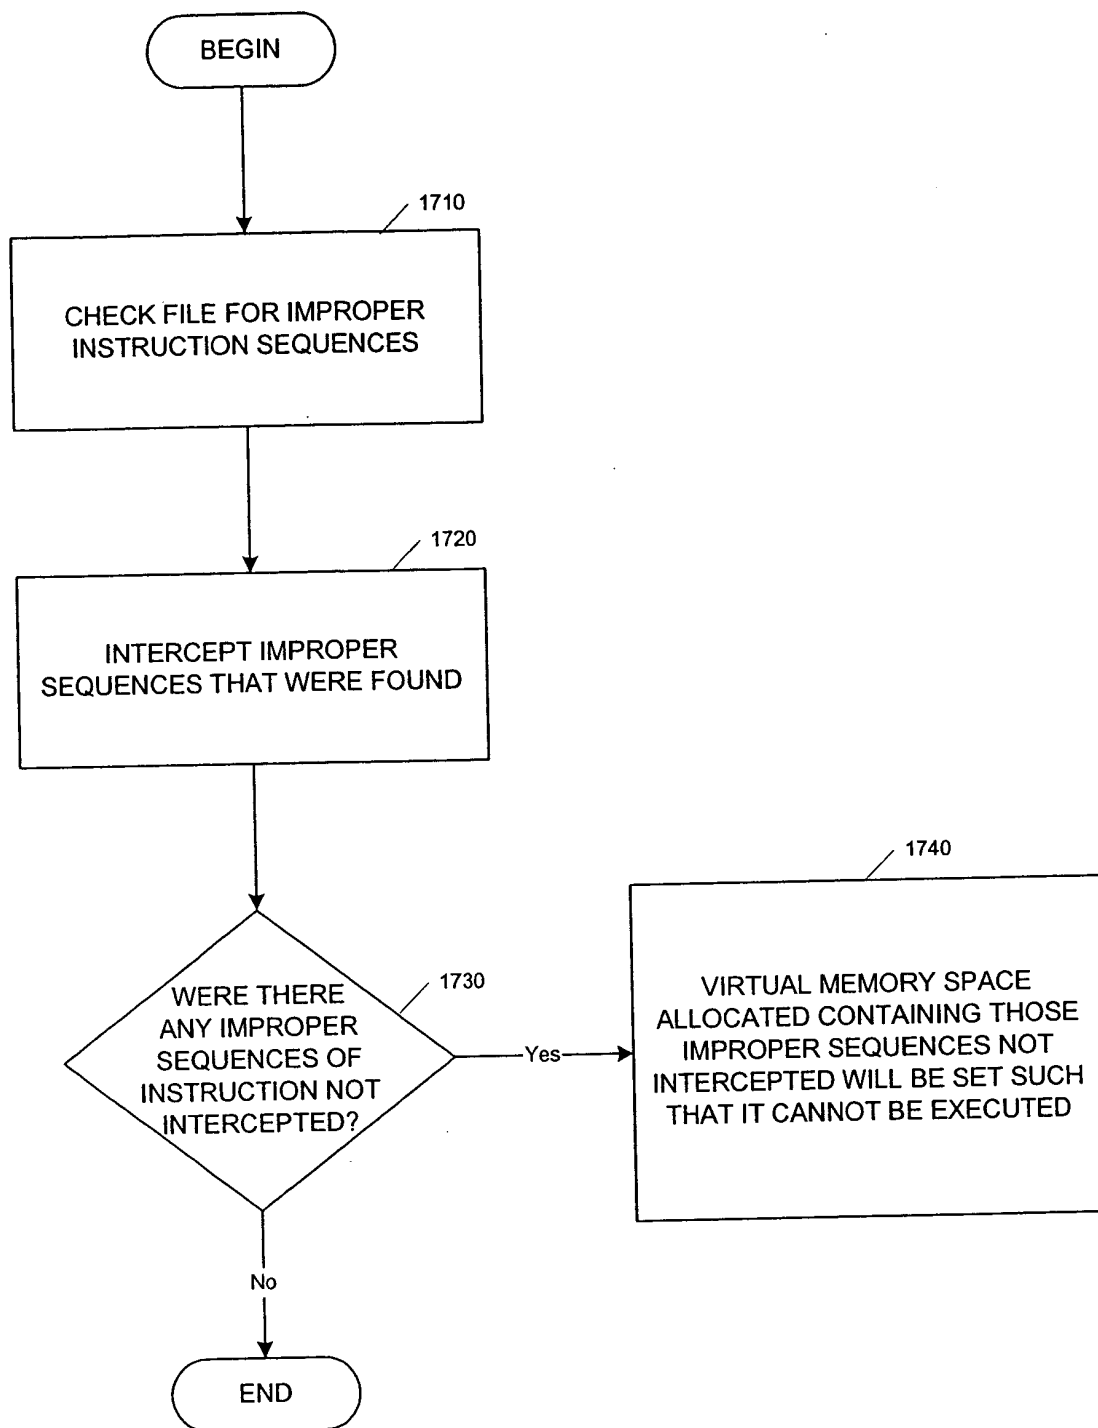 BEGIN
1710
CHECK FILE FOR IMPROPER
INSTRUCTION SEQUENCES
1720
INTERCEPT IMPROPER
SEQUENCES THAT WERE FOUND
1730
WERE THERE
ANY IMPROPER
SEQUENCES OF
INSTRUCTION NOT
INTERCEPTED?
Yes
1740
VIRTUAL MEMORY SPACE
ALLOCATED CONTAINING THOSE
IMPROPER SEQUENCES NOT
INTERCEPTED WILL BE SET SUCH
THAT IT CANNOT BE EXECUTED
No
END